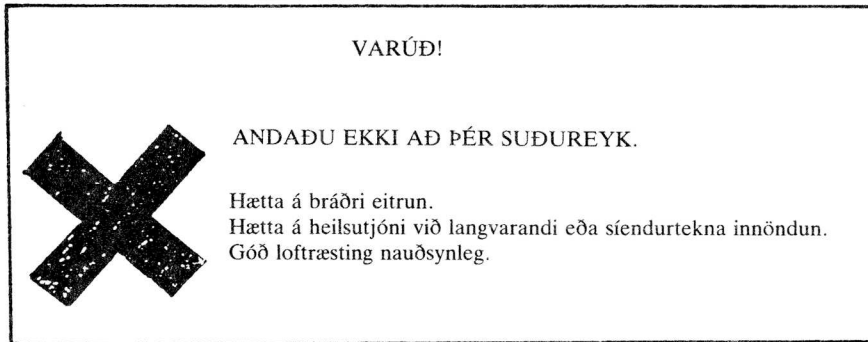 VARÚÐ!
ANDAÐU EKKI AÐ ÞÉR SUÐUREYK.
Hætta á bráðri eitrun.
Hætta á heilsutjóni við langvarandi eða síendurtekna innöndun.
Góð loftræsting nauðsynleg.